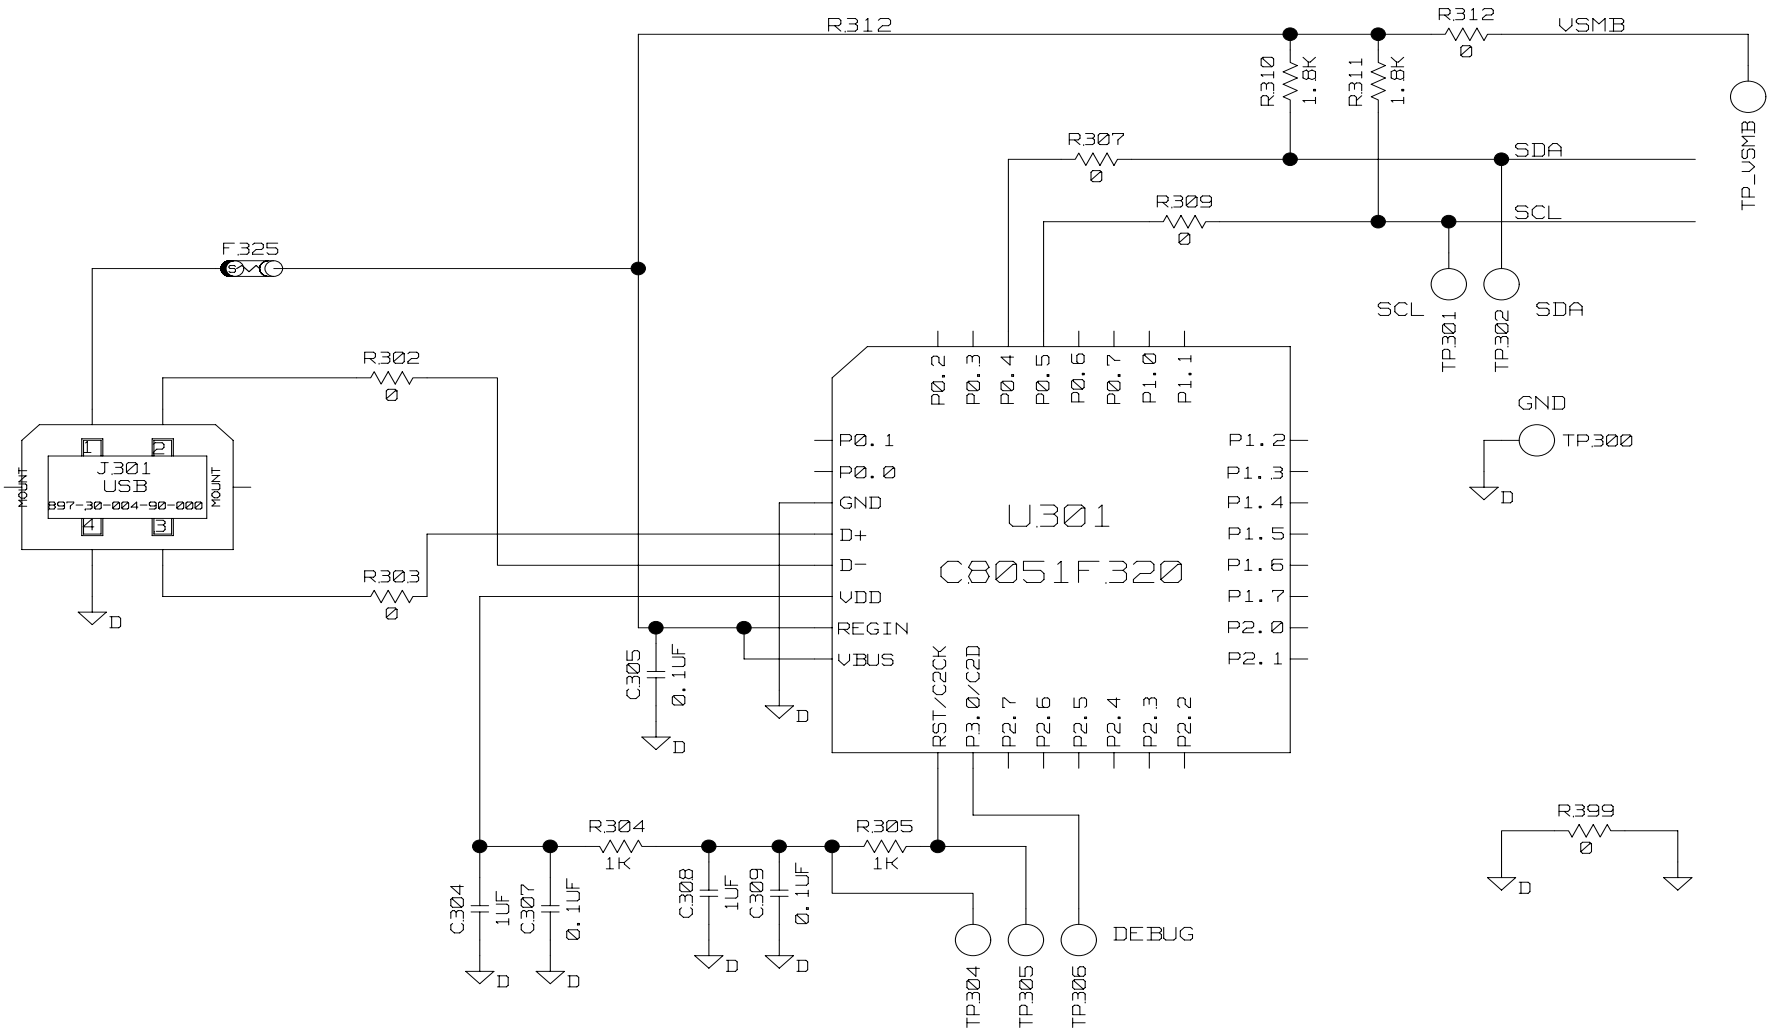 R312
R312
VSMB
0
R310
1.8K
R311
1.8K
TP_VSMB
R307
0
SDA
R309
0
SCL
F325
S
SCL
TP301
TP302
SDA
R302
0
P0.2
P0.3
P0.4
P0.5
P0.6
P0.7
P1.0
P1.1
GND
TP300
D
1
2
J301
USB
897-30-004-90-000
MOUNT
MOUNT
4
3
D
P0.1
P0.0
GND
D+
D-
VDD
REGIN
VBUS
U301
C8051F320
P1.2
P1.3
P1.4
P1.5
P1.6
P1.7
P2.0
P2.1
R303
0
C305
0.1UF
D
D
RST/C2CK
P3.0/C2D
P2.7
P2.6
P2.5
P2.4
P2.3
P2.2
R304
1K
R305
1K
R399
0
D
C304
1UF
C307
0.1UF
C308
1UF
C309
0.1UF
D
D
D
D
DEBUG
TP304
TP305
TP306